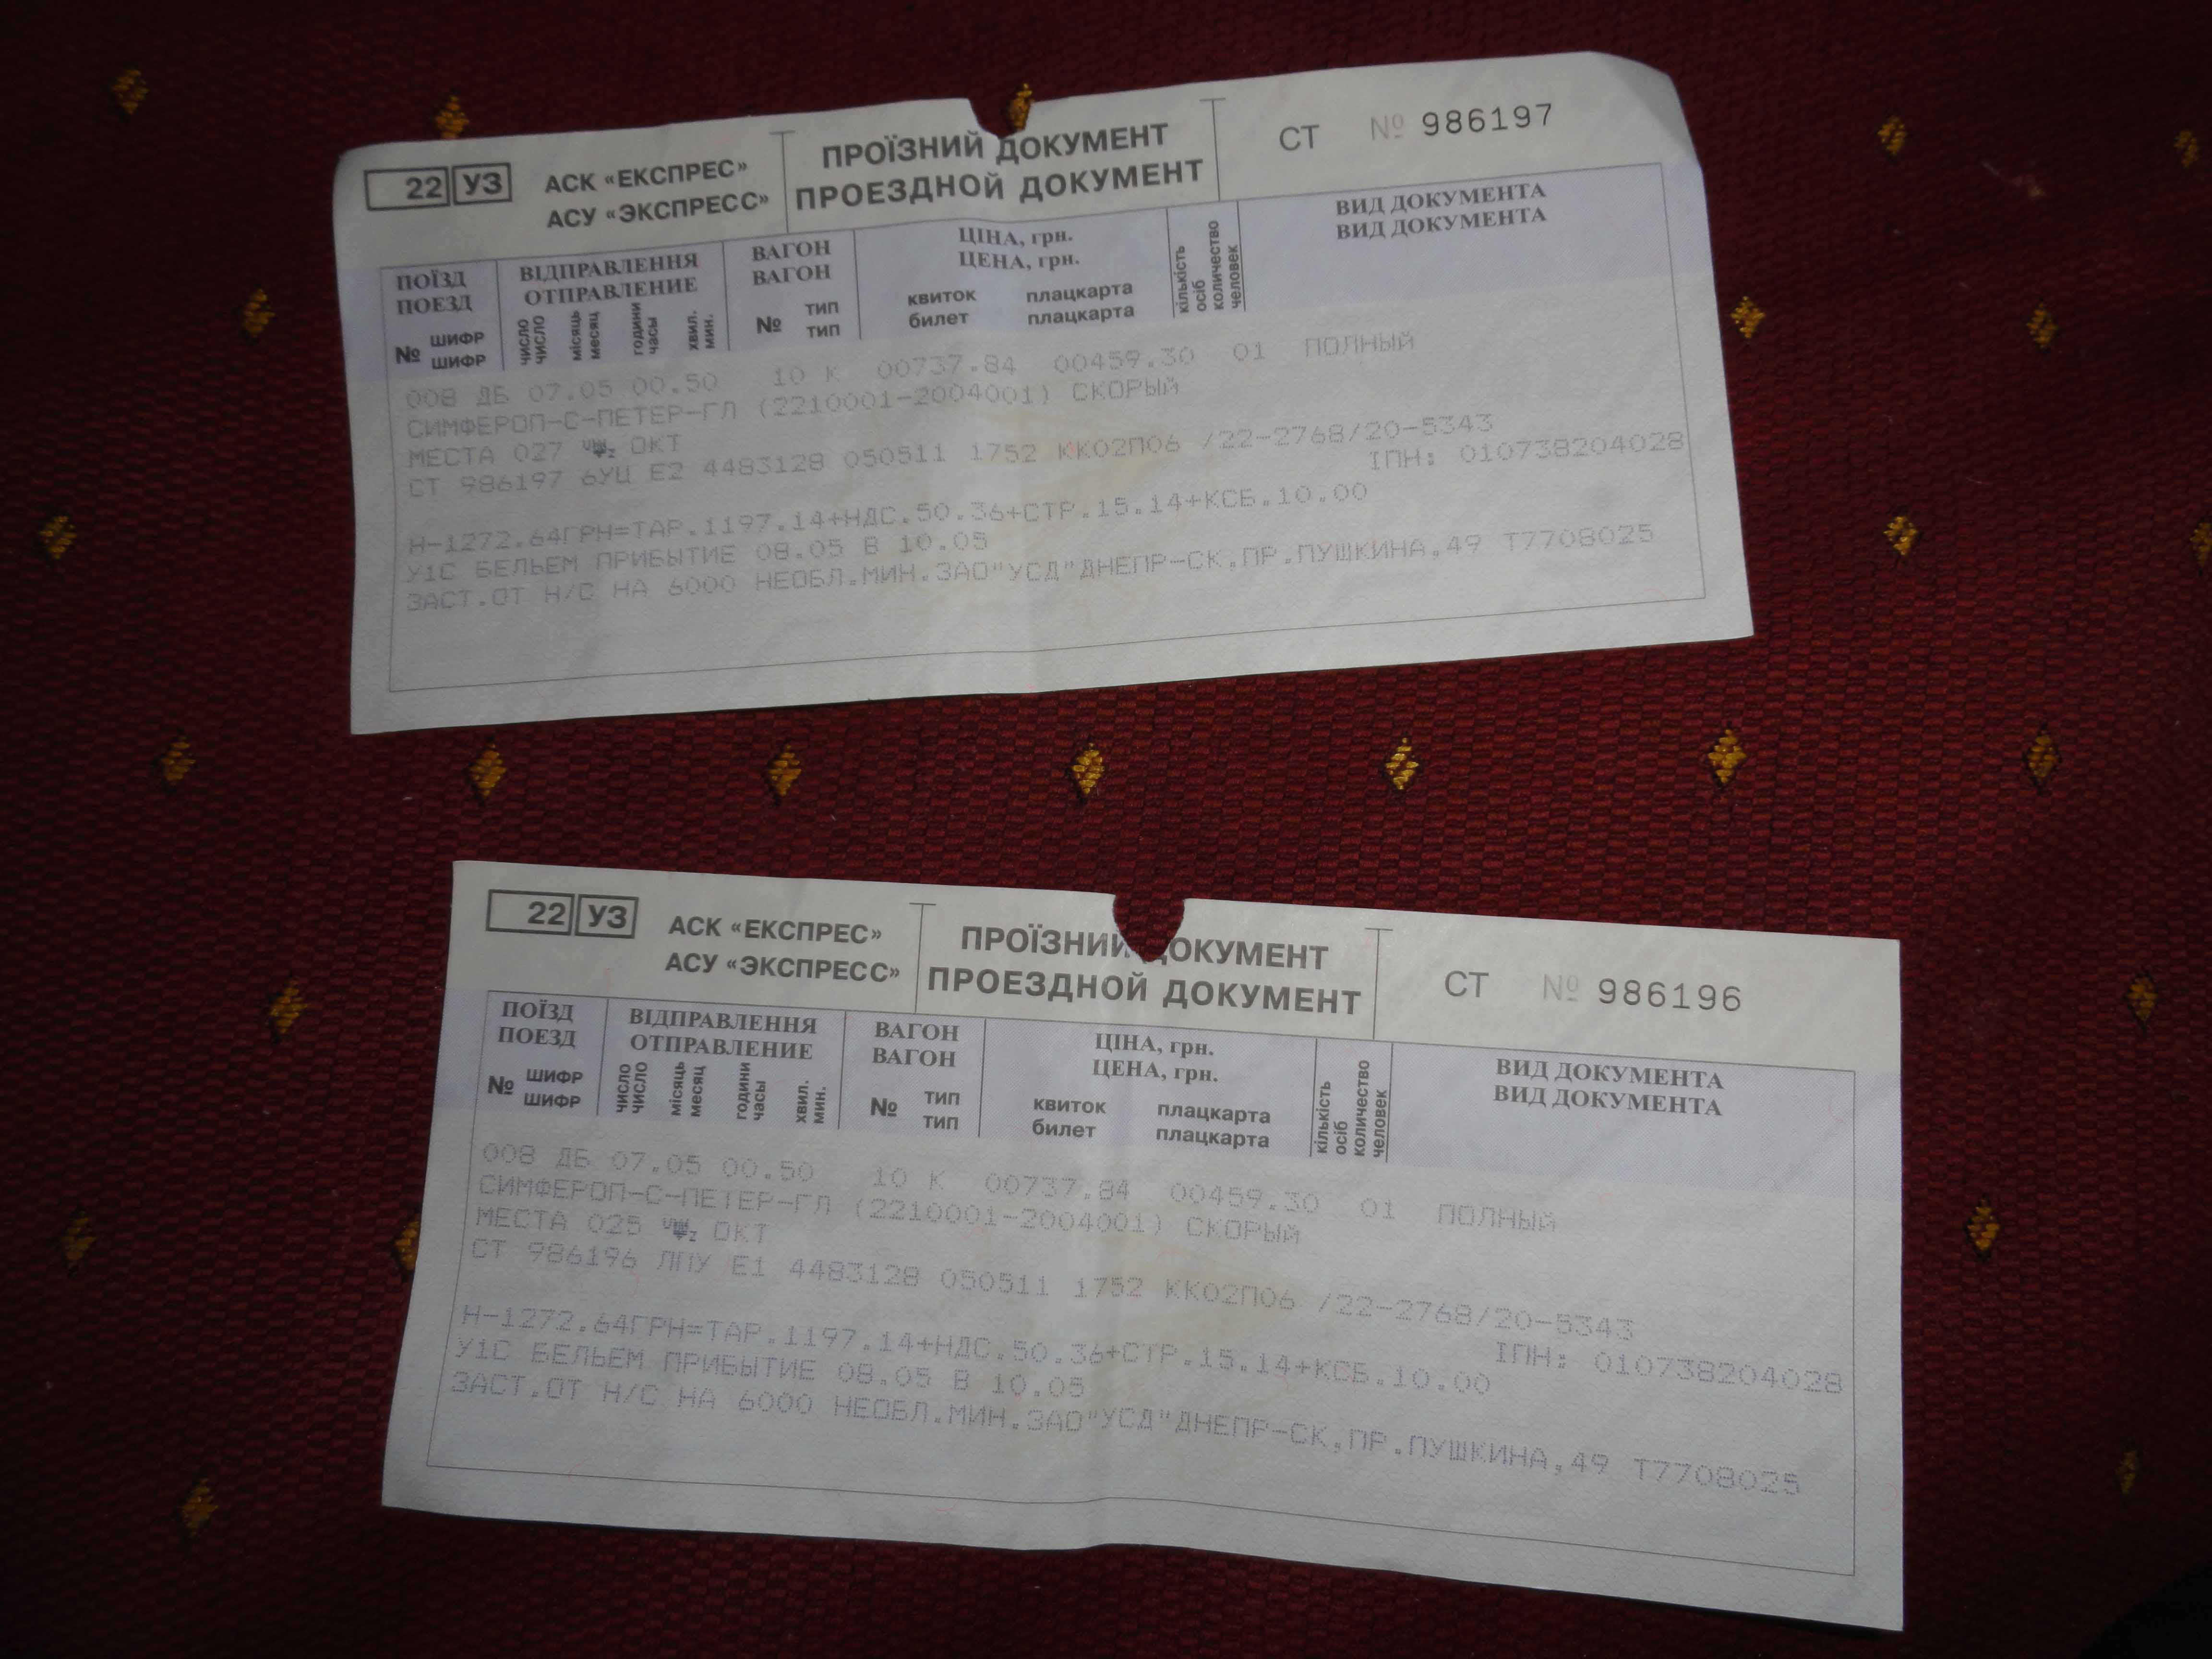 22 УЗ
АСК «ЕКСПРЕС»
АСУ «ЭКСПРЕСС»
ПРОЇЗНИЙ ДОКУМЕНТ
ПРОЕЗДНОЙ ДОКУМЕНТ
СТ № 986197
ПОЇЗД
ПОЕЗД
№ ШИФР
ШИФР
ВІДПРАВЛЕННЯ
ОТПРАВЛЕНИЕ
число
число
місяць
месяц
години
часы
хвил.
мин.
ВАГОН
ВАГОН
№ ТИП
ТИП
ЦІНА, грн.
ЦЕНА, грн.
квиток плацкарта
билет плацкарта
кількість
осіб
количество
человек
ВИД ДОКУМЕНТА
ВИД ДОКУМЕНТА
008 ДБ 07.05 00.50 10 К 00737.84 00459.30 01 ПОЛНЫЙ
СИМФЕРОП-С-ПЕТЕР-ГЛ (2210001-2004001) СКОРЫЙ
МЕСТА 027 ОКТ
СТ 986197 6УЦ Е2 4483128 050511 1752 КК02П06 /22-2768/20-5343
ІПН: 010738204028
Н-1272.64ГРН=ТАР.1197.14+НДС.50.36+СТР.15.14+КСБ.10.00
У1С БЕЛЬЕМ ПРИБЫТИЕ 08.05 В 10.05
ЗАСТ.ОТ Н/С НА 6000 НЕОБЛ.МИН.ЗАО"УСД"ДНЕПР-СК,ПР.ПУШКИНА,49 Т7708025
22 УЗ
АСК «ЕКСПРЕС»
АСУ «ЭКСПРЕСС»
ПРОЇЗНИЙ ДОКУМЕНТ
ПРОЕЗДНОЙ ДОКУМЕНТ
СТ № 986196
ПОЇЗД
ПОЕЗД
№ ШИФР
ШИФР
ВІДПРАВЛЕННЯ
ОТПРАВЛЕНИЕ
число
число
місяць
месяц
години
часы
хвил.
мин.
ВАГОН
ВАГОН
№ ТИП
ТИП
ЦІНА, грн.
ЦЕНА, грн.
квиток плацкарта
билет плацкарта
кількість
осіб
количество
человек
ВИД ДОКУМЕНТА
ВИД ДОКУМЕНТА
008 ДБ 07.05 00.50 10 К 00737.84 00459.30 01 ПОЛНЫЙ
СИМФЕРОП-С-ПЕТЕР-ГЛ (2210001-2004001) СКОРЫЙ
МЕСТА 025 ОКТ
СТ 986196 ЛПУ Е1 4483128 050511 1752 КК02П06 /22-2768/20-5343
ІПН: 010738204028
Н-1272.64ГРН=ТАР.1197.14+НДС.50.36+СТР.15.14+КСБ.10.00
У1С БЕЛЬЕМ ПРИБЫТИЕ 08.05 В 10.05
ЗАСТ.ОТ Н/С НА 6000 НЕОБЛ.МИН.ЗАО"УСД"ДНЕПР-СК,ПР.ПУШКИНА,49 Т7708025